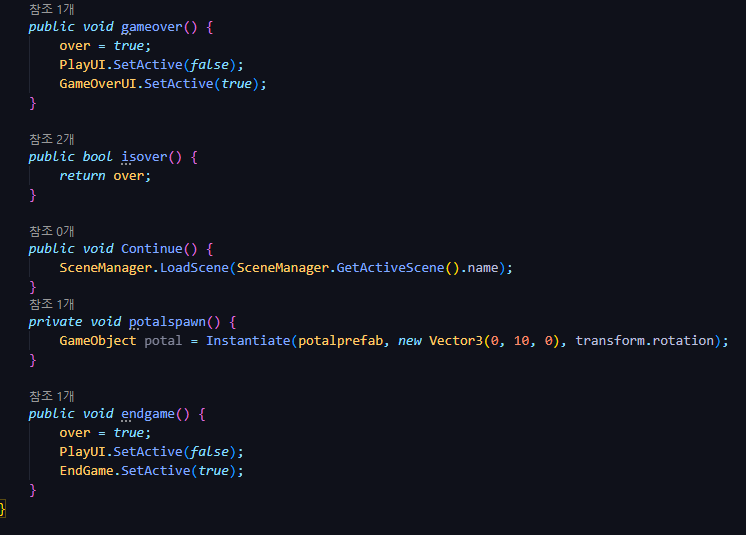 참조 1개
public void gameover() {
over = true;
PlayUI.SetActive(false);
GameOverUI.SetActive(true);
}
참조 2개
public bool isover() {
return over;
}
참조 0개
public void Continue() {
SceneManager.LoadScene(SceneManager.GetActiveScene().name);
}
참조 1개
private void potalspawn() {
GameObject potal = Instantiate(potalprefab, new Vector3(0, 10, 0), transform.rotation);
}
참조 1개
public void endgame() {
over = true;
PlayUI.SetActive(false);
EndGame.SetActive(true);
}
}